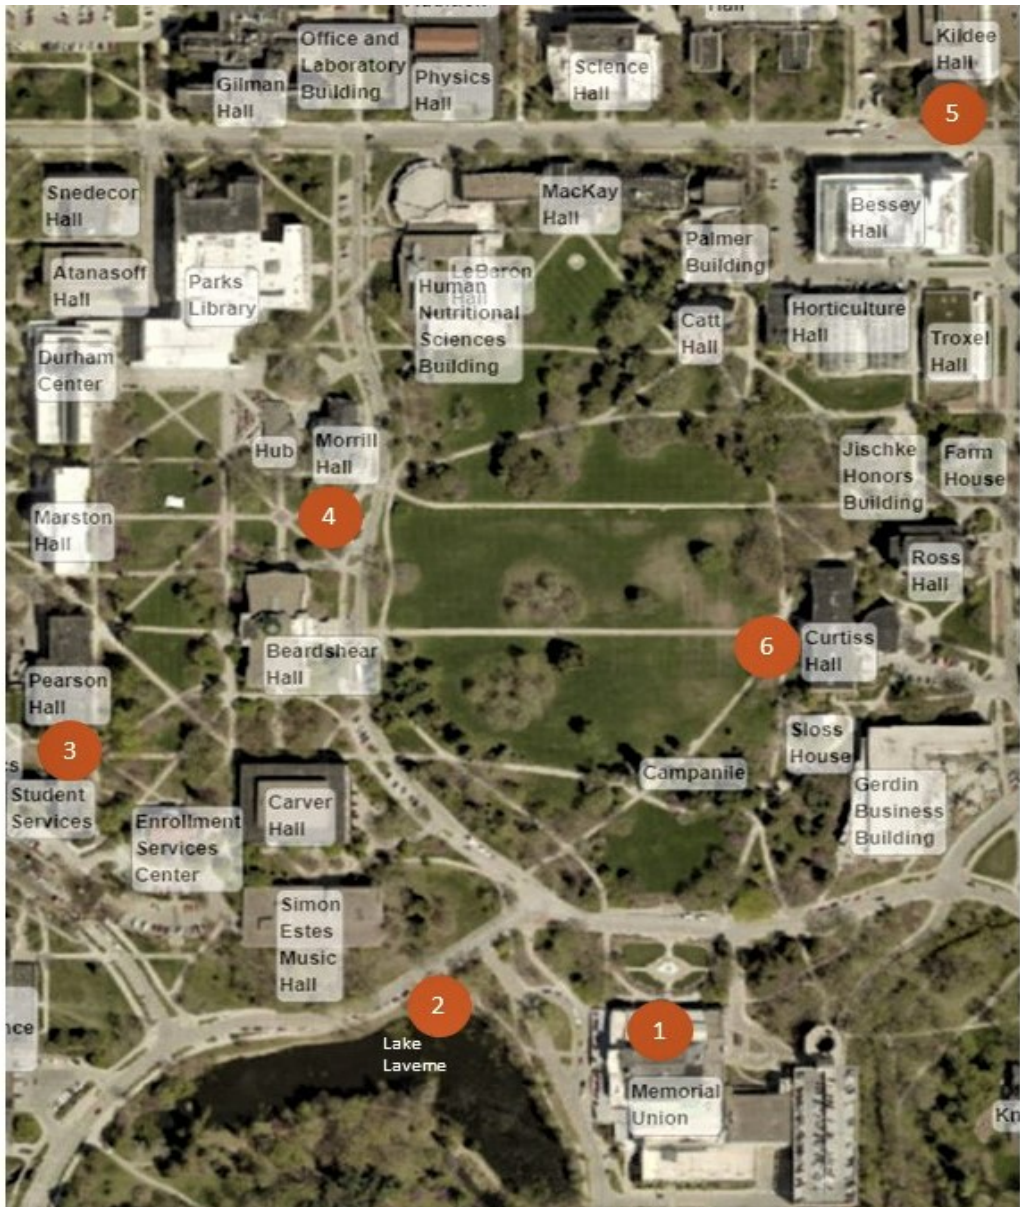 Hall
Office and
Laboratory
Building
Gilman
Hall
Physics
Hall
Science
Hall
Kildee
Hall
5
Snedecor
Hall
MacKay
Hall
Bessey
Hall
Atanasoff
Hall
Parks
Library
LeBaron
Hall
Human
Nutritional
Sciences
Building
Palmer
Building
Catt
Hall
Horticulture
Hall
Troxel
Hall
Durham
Center
Hub
Morrill
Hall
Jischke
Honors
Building
Farm
House
Marston
Hall
4
Ross
Hall
Beardshear
Hall
6
Curtiss
Hall
Pearson
Hall
3
cs
Student
Services
Sloss
House
Campanile
Gerdin
Business
Building
Carver
Hall
Enrollment
Services
Center
Simon
Estes
Music
Hall
2
Lake
Laverne
1
nce
Memorial
Union
Kn